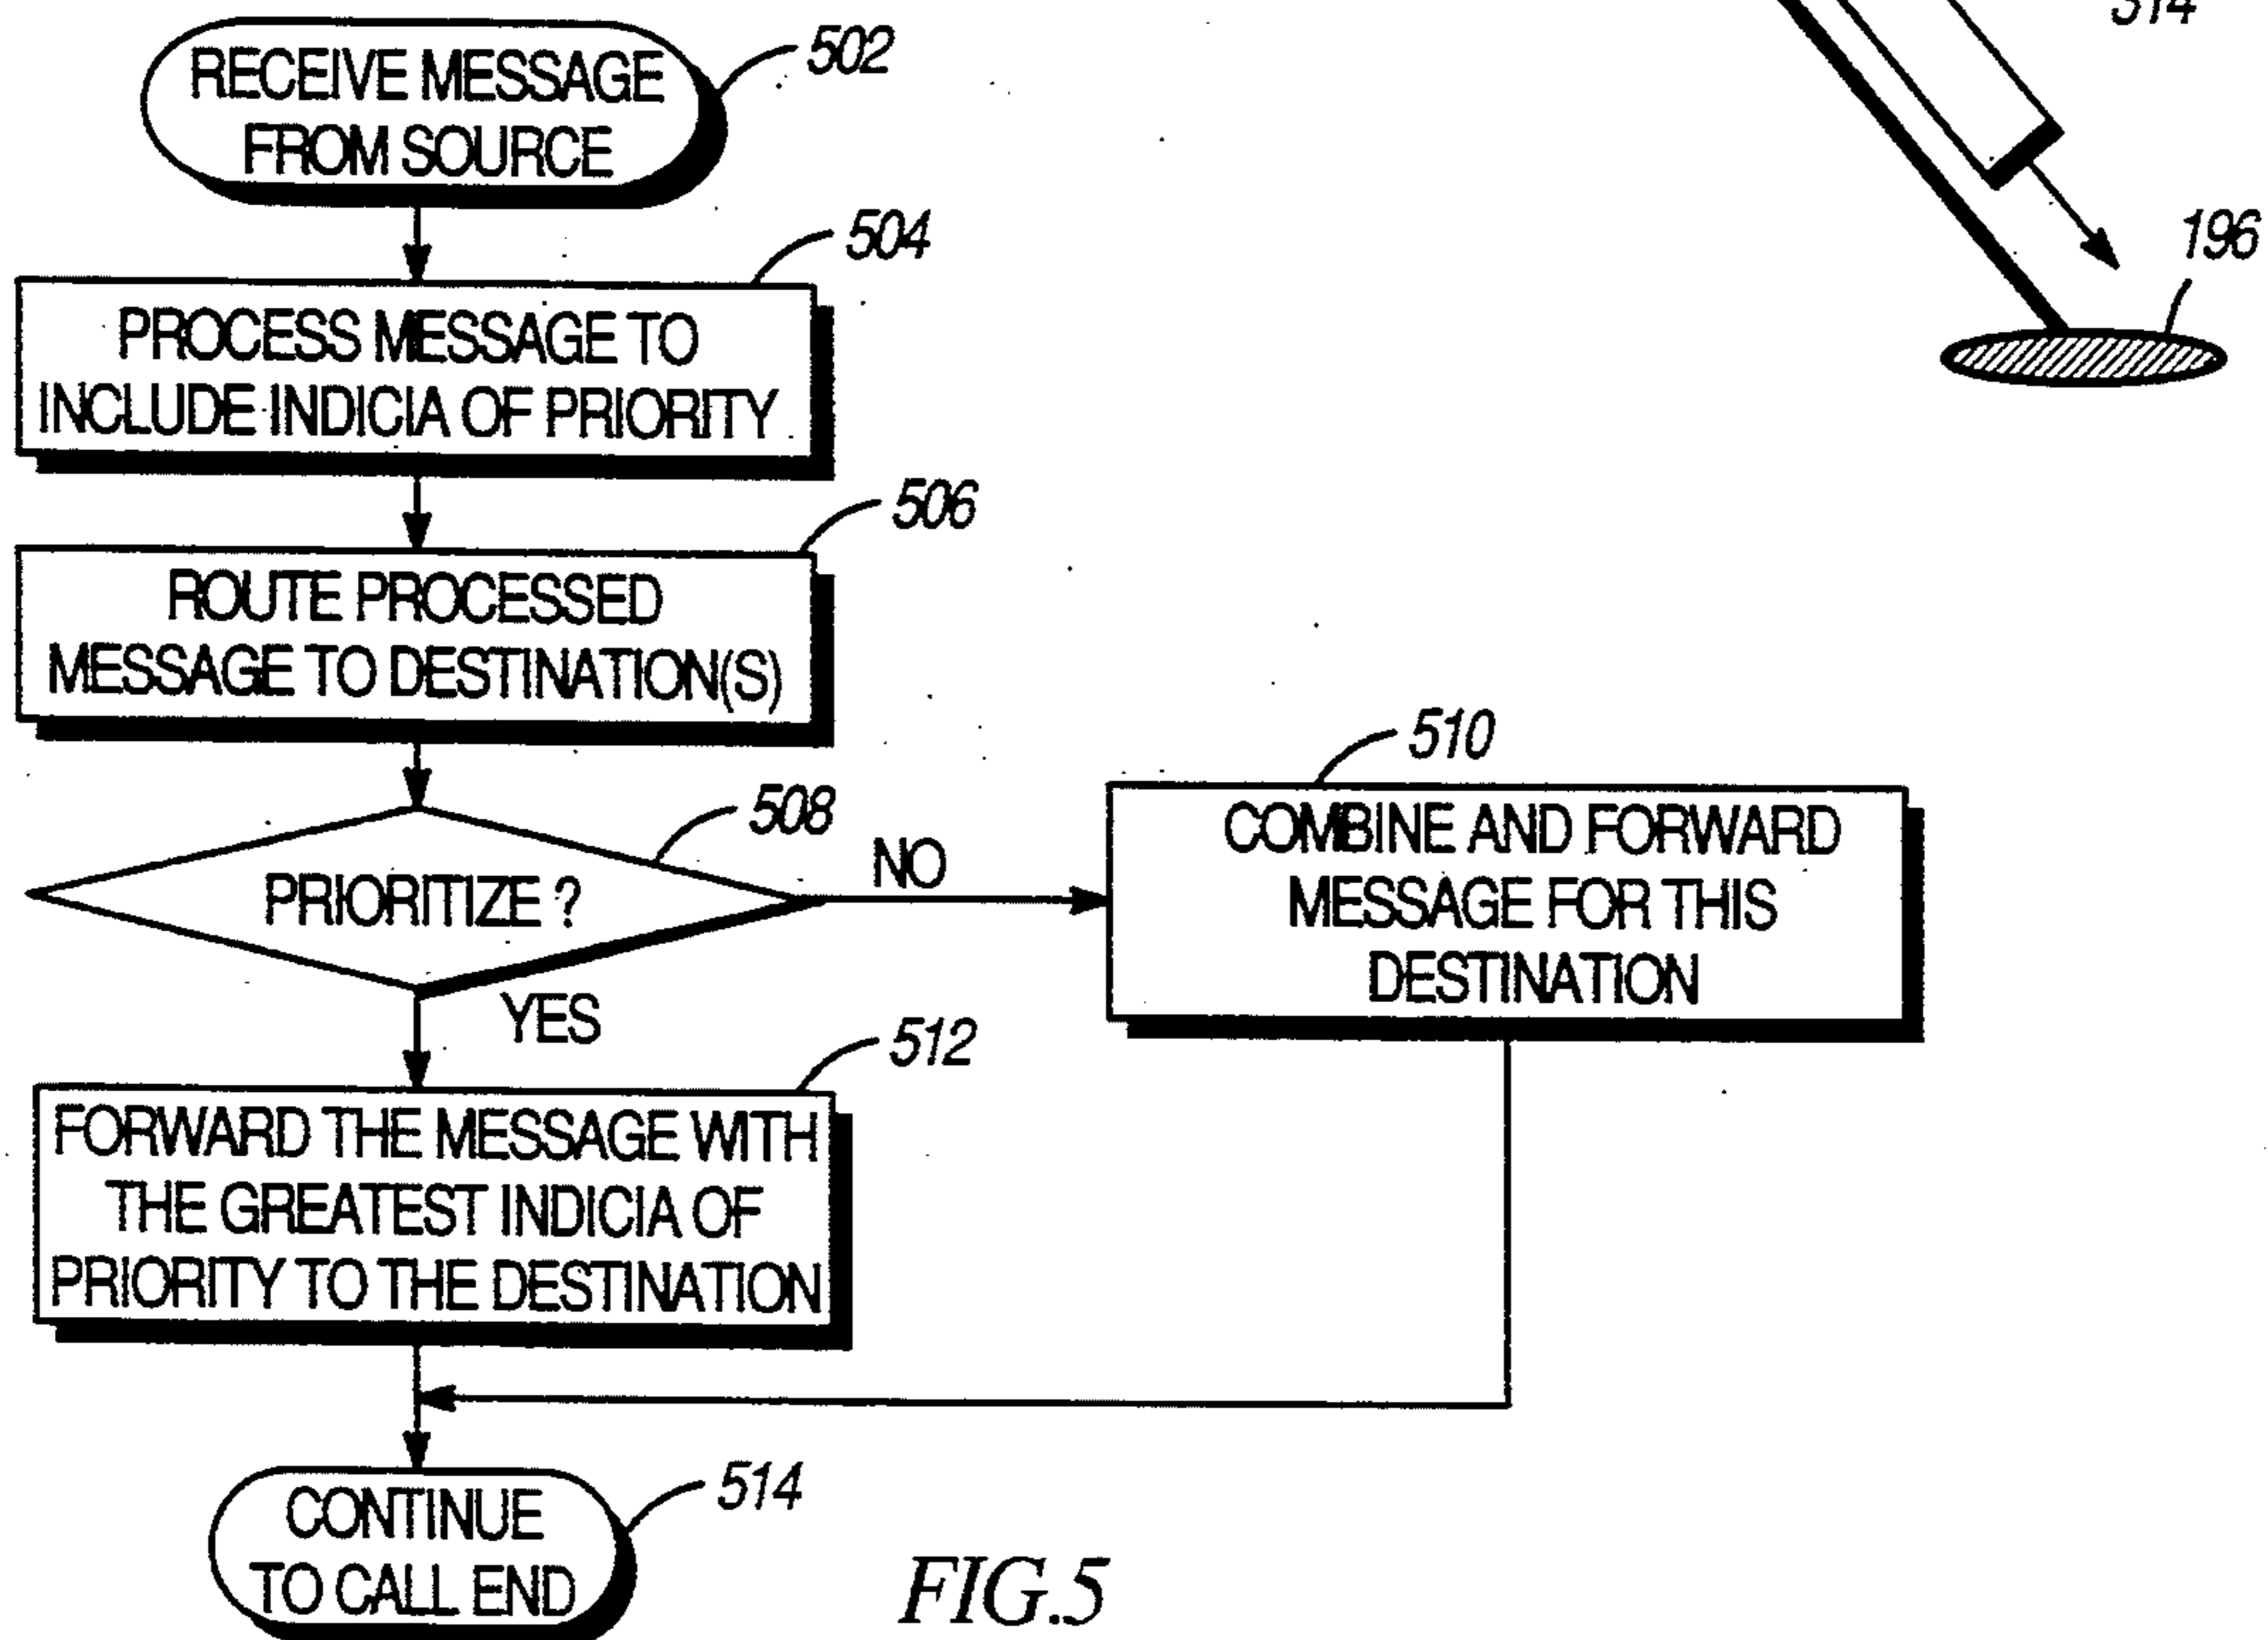 RECEIVE MESSAGE
FROM SOURCE
502
504
PROCESS MESSAGE TO
INCLUDE INDICIA OF PRIORITY
506
ROUTE PROCESSED
MESSAGE TO DESTINATION(S)
508
PRIORITIZE ?
NO
YES
510
COMBINE AND FORWARD
MESSAGE FOR THIS
DESTINATION
512
FORWARD THE MESSAGE WITH
THE GREATEST INDICIA OF
PRIORITY TO THE DESTINATION
514
CONTINUE
TO CALL END
FIG.5
314
196